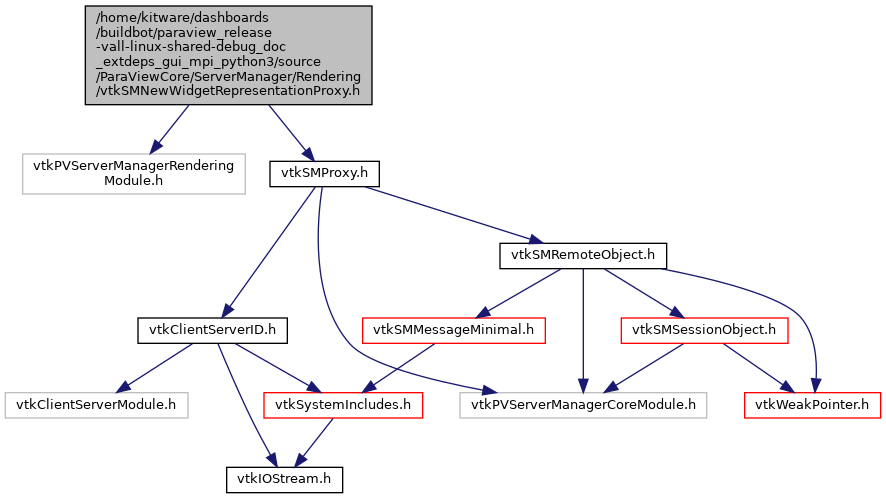 /home/kitware/dashboards
/buildbot/paraview_release
-vall-linux-shared-debug_doc
_extdeps_gui_mpi_python3/source
/ParaViewCore/ServerManager/Rendering
/vtkSMNewWidgetRepresentationProxy.h
vtkPVServerManagerRendering
Module.h
vtkSMProxy.h
vtkSMRemoteObject.h
vtkClientServerID.h
vtkSMMessageMinimal.h
vtkSMSessionObject.h
vtkClientServerModule.h
vtkSystemIncludes.h
vtkPVServerManagerCoreModule.h
vtkWeakPointer.h
vtkIOStream.h